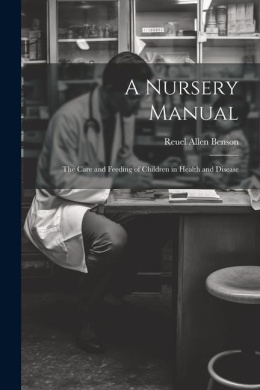 A Nursery
Manual
Reuel Allen Benson
The Care and Feeding of Children in Health and Disease